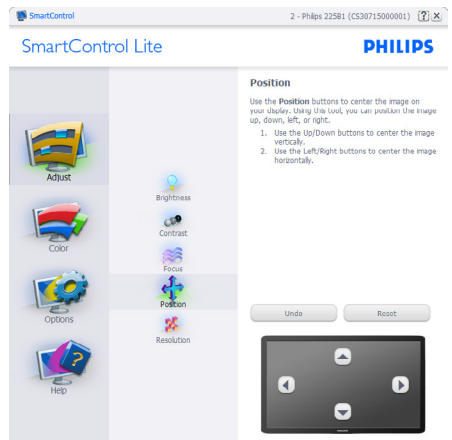 SmartControl
2 - Philips 225B1 (CS30715000001)
?
X
SmartControl Lite
PHILIPS
Adjust
Color
Options
?
Help
Brightness
Contrast
Focus
Position
Resolution
Position
Use the Position buttons to center the image on
your display. Using this tool, you can position the image
up, down, left, or right.
1. Use the Up/Down buttons to center the image
vertically.
2. Use the Left/Right buttons to center the image
horizontally.
Undo
Reset